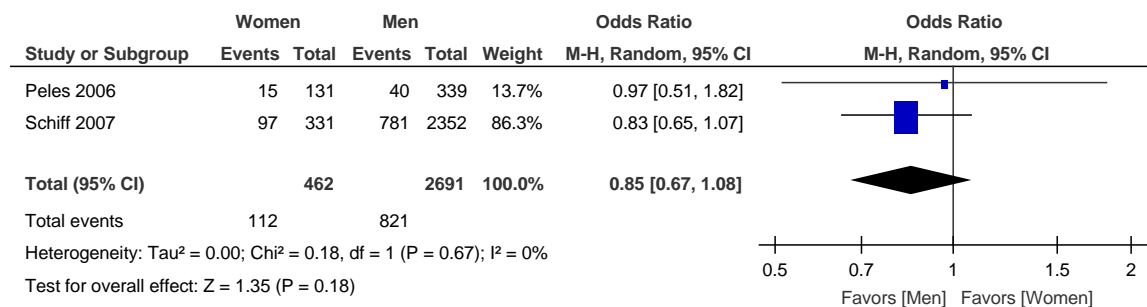 Women Men Odds Ratio Odds Ratio
Study or Subgroup Events Total Events Total Weight M-H, Random, 95% CI M-H, Random, 95% CI
Peles 2006 15 131 40 339 13.7% 0.97 [0.51, 1.82]
Schiff 2007 97 331 781 2352 86.3% 0.83 [0.65, 1.07]
Total (95% CI) 462 2691 100.0% 0.85 [0.67, 1.08]
Total events 112 821
Heterogeneity: Tau² = 0.00; Chi² = 0.18, df = 1 (P = 0.67); I² = 0%
Test for overall effect: Z = 1.35 (P = 0.18)
0.5 0.7 1 1.5 2
Favors [Men] Favors [Women]